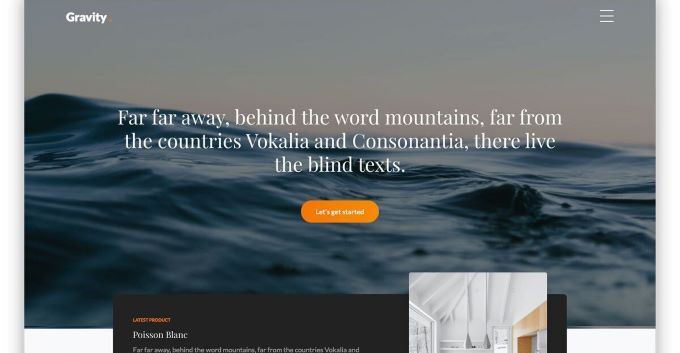 Gravity.
Far far away, behind the word mountains, far from
the countries Vokalia and Consonantia, there live
the blind texts.
Let's get started
LATEST PRODUCT
Poisson Blanc
Far far away, behind the word mountains, far from the countries Vokalia and